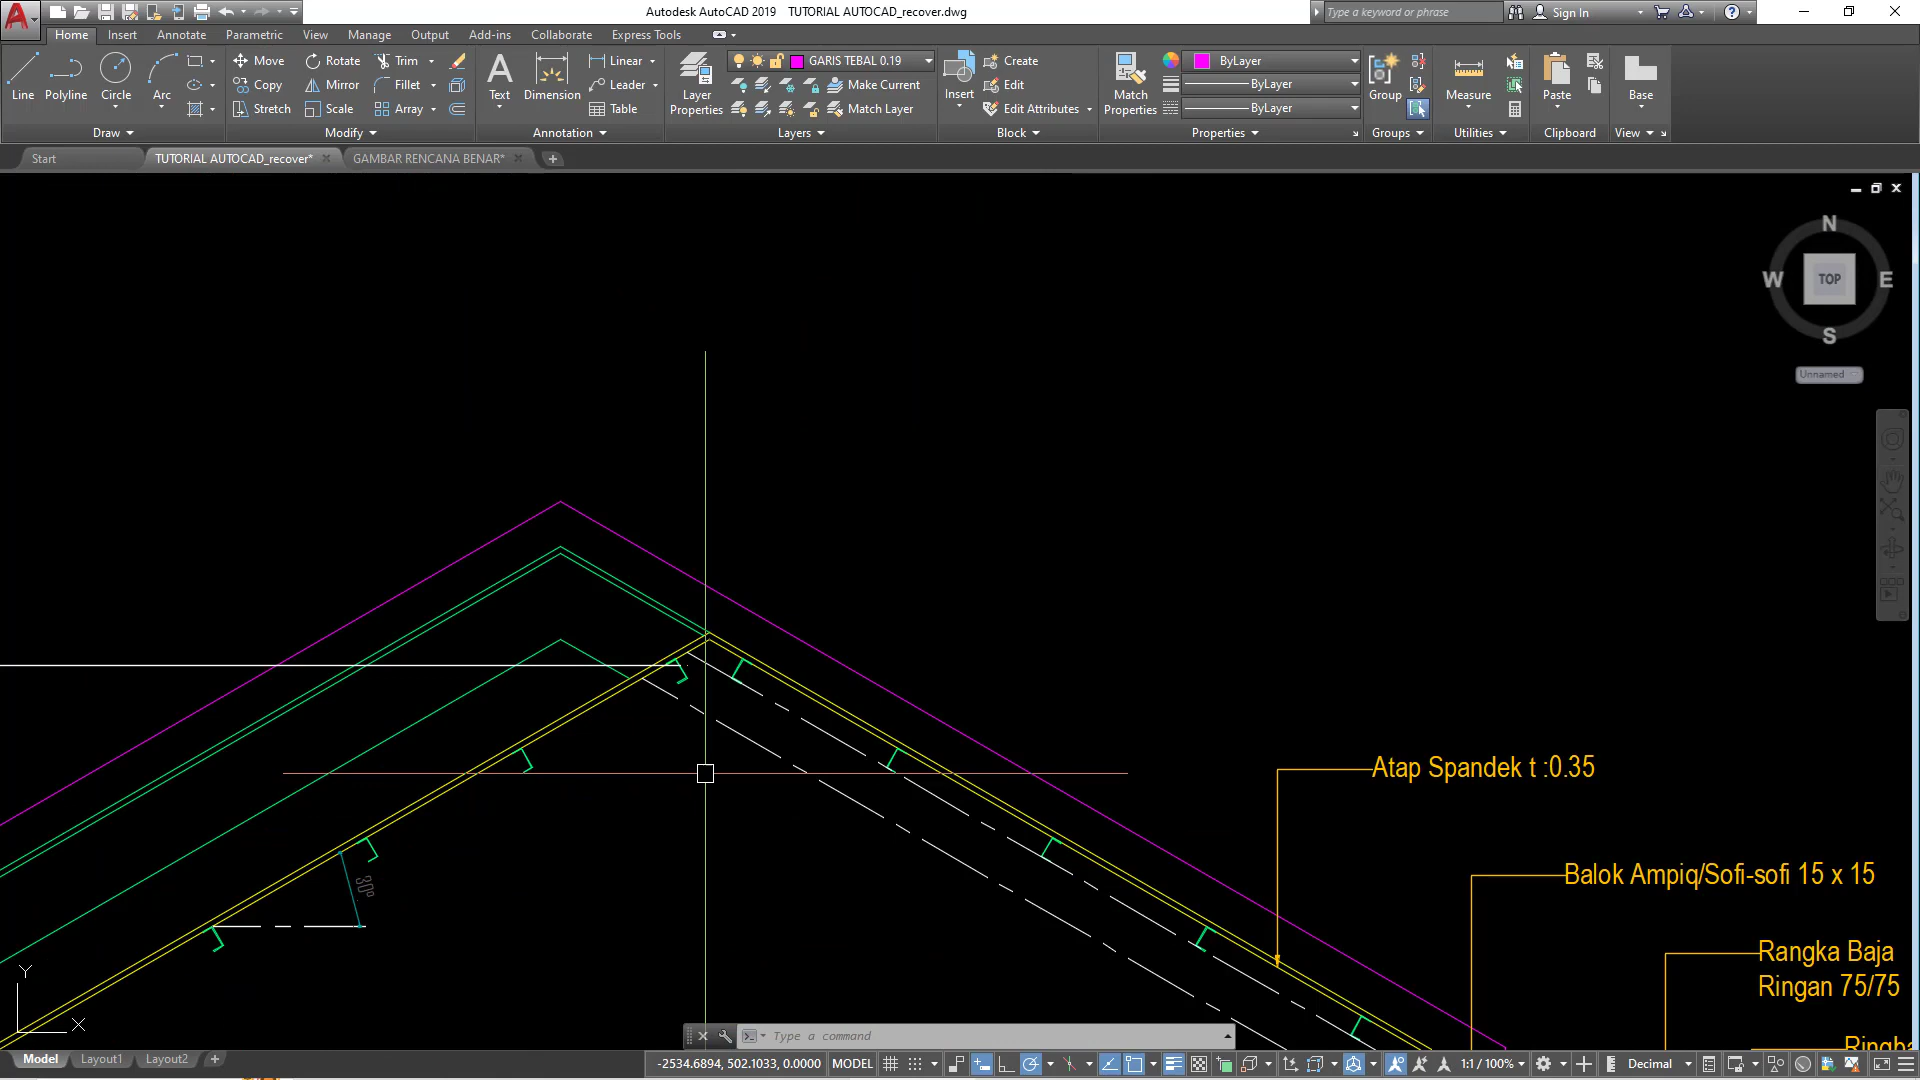 Autodesk AutoCAD 2019 TUTORIAL AUTOCAD_recover.dwg
Type a keyword or phrase
Sign In
Home Insert Annotate Parametric View Manage Output Add-ins Collaborate Express Tools
Line Polyline Circle Arc
Move Rotate Trim
Copy Mirror Fillet
Stretch Scale Array
Text Dimension
Linear
Leader
Table
Layer
Properties
GARIS TEBAL 0.19
Make Current
Match Layer
Insert
Create
Edit
Edit Attributes
Match
Properties
ByLayer
ByLayer
ByLayer
Group
Measure
Paste
Base
Draw Modify Annotation Layers Block Properties Groups Utilities Clipboard View
Start TUTORIAL AUTOCAD_recover* GAMBAR RENCANA BENAR*
N
W TOP E
S
Unnamed
Atap Spandek t :0.35
Balok Ampiq/Sofi-sofi 15 x 15
Rangka Baja
Ringan 75/75
30°
Y
X
Type a command
Model Layout1 Layout2
-2534.6894, 502.1033, 0.0000 MODEL 1:1 / 100% Decimal